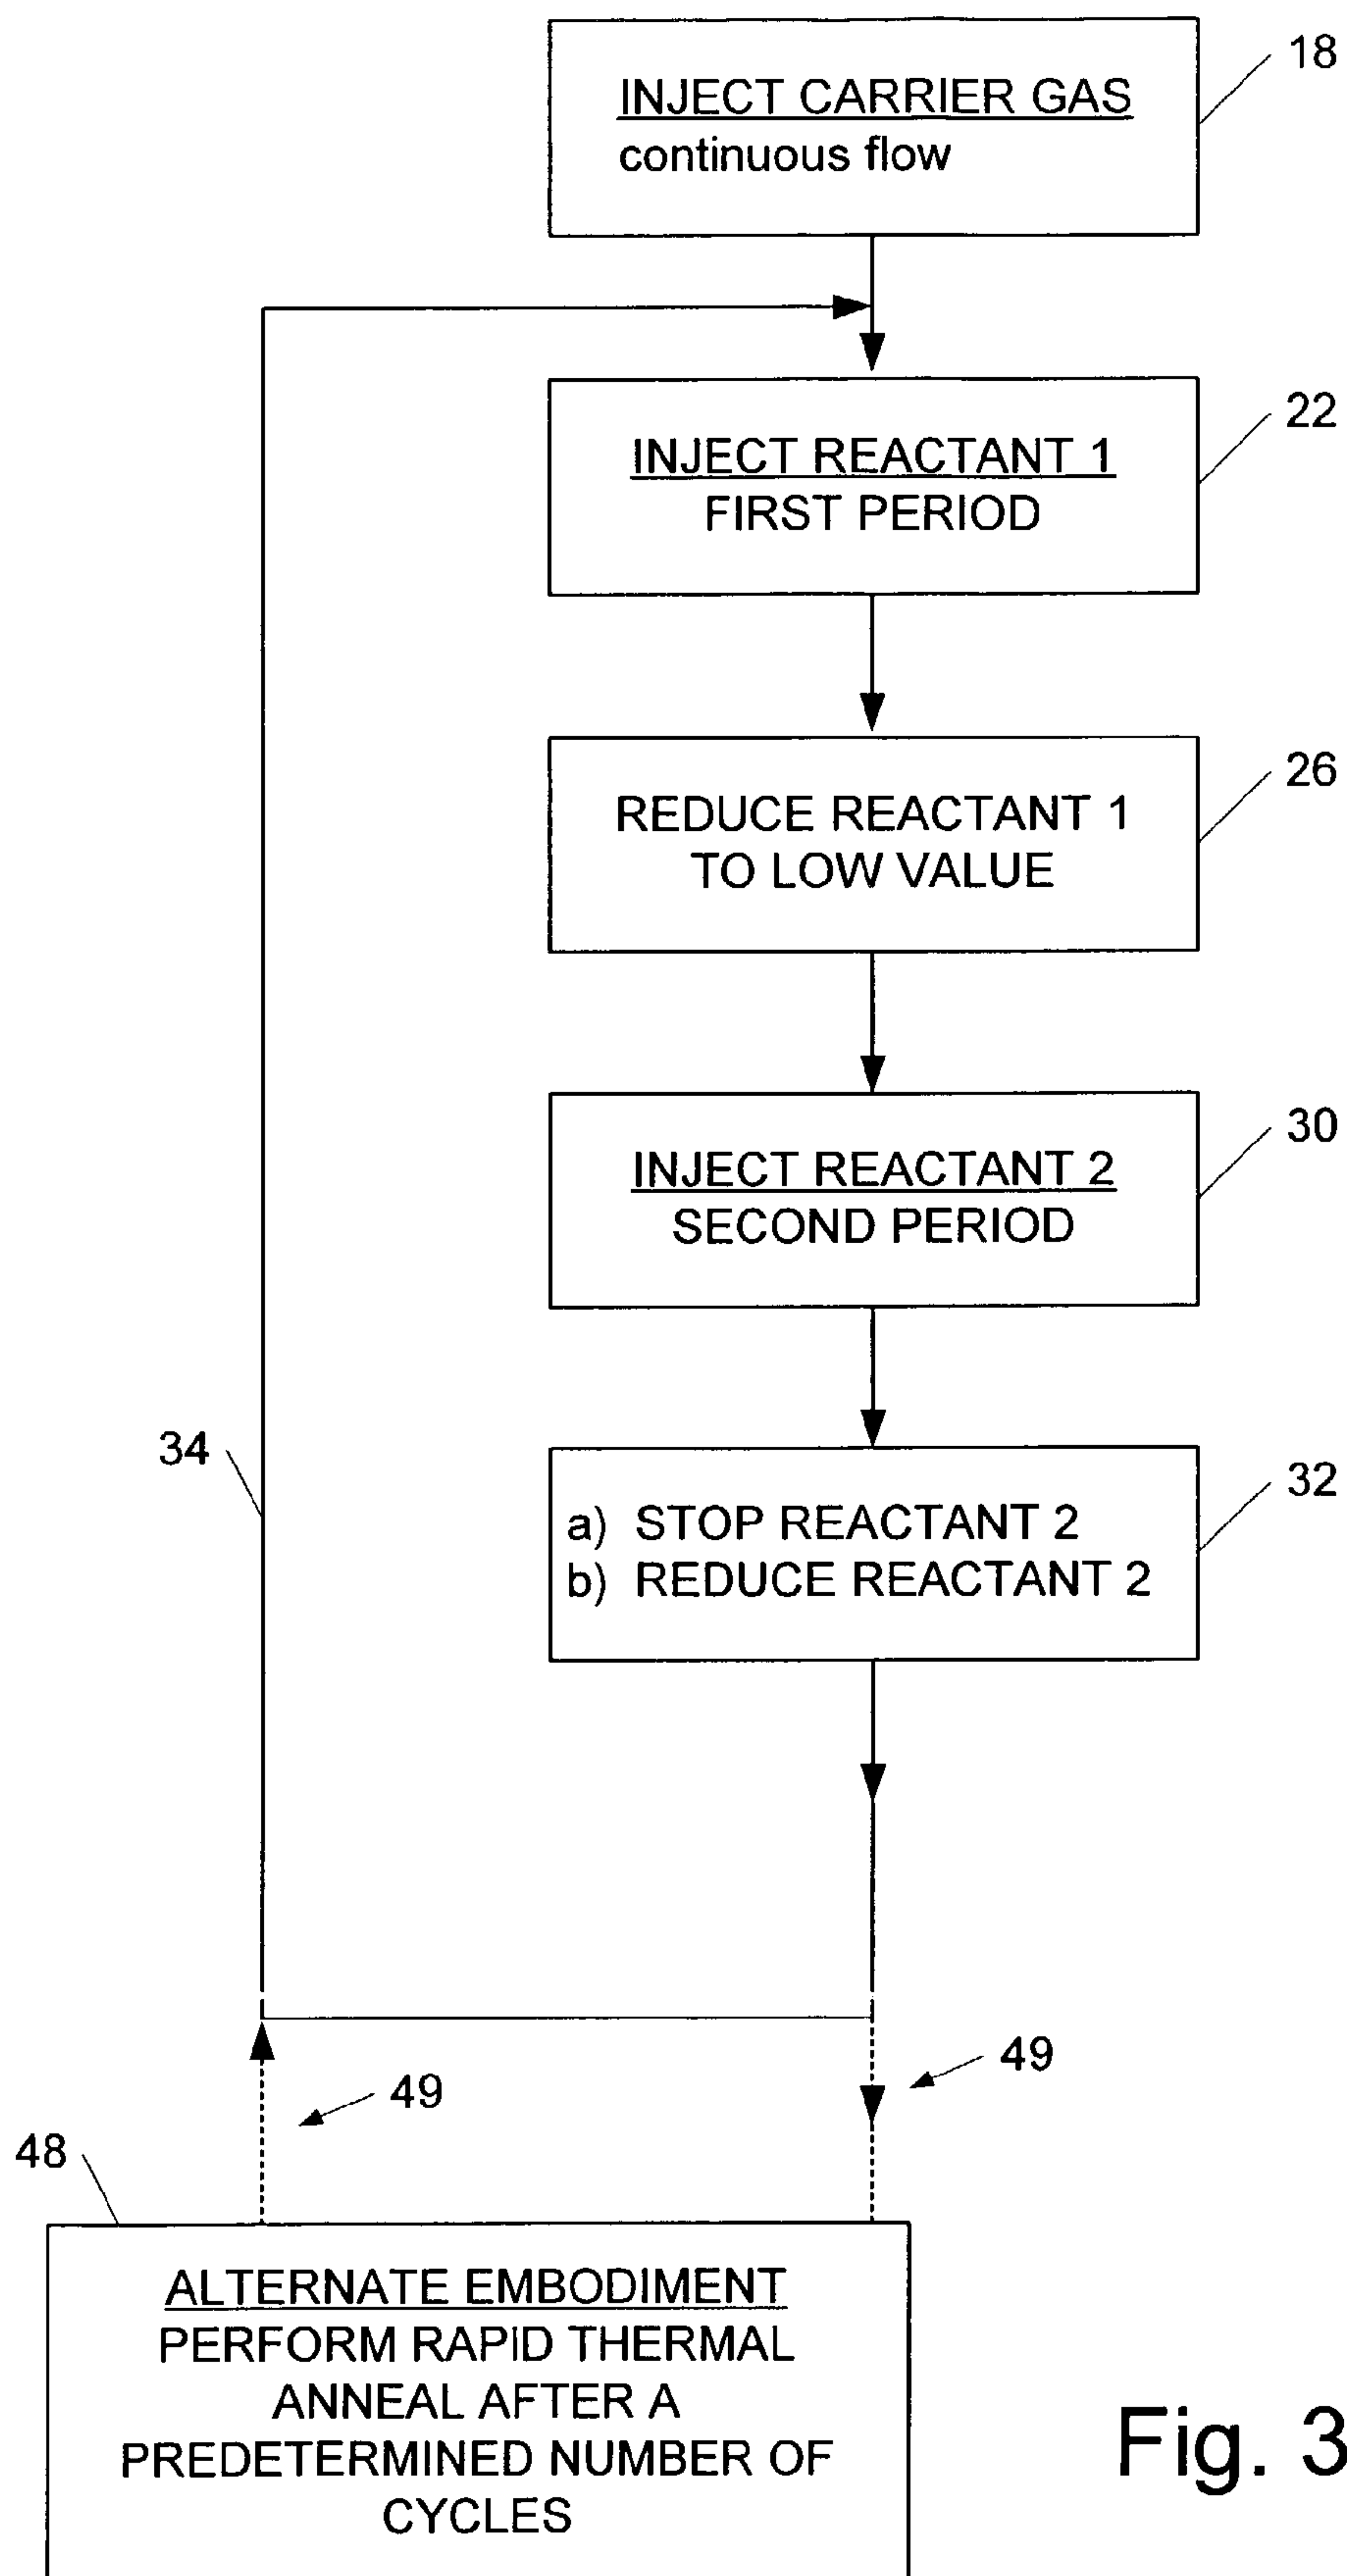 INJECT CARRIER GAS
continuous flow
18
INJECT REACTANT 1
FIRST PERIOD
22
REDUCE REACTANT 1
TO LOW VALUE
26
INJECT REACTANT 2
SECOND PERIOD
30
34
a) STOP REACTANT 2
b) REDUCE REACTANT 2
32
49
49
48
ALTERNATE EMBODIMENT
PERFORM RAPID THERMAL
ANNEAL AFTER A
PREDETERMINED NUMBER OF
CYCLES
Fig. 3